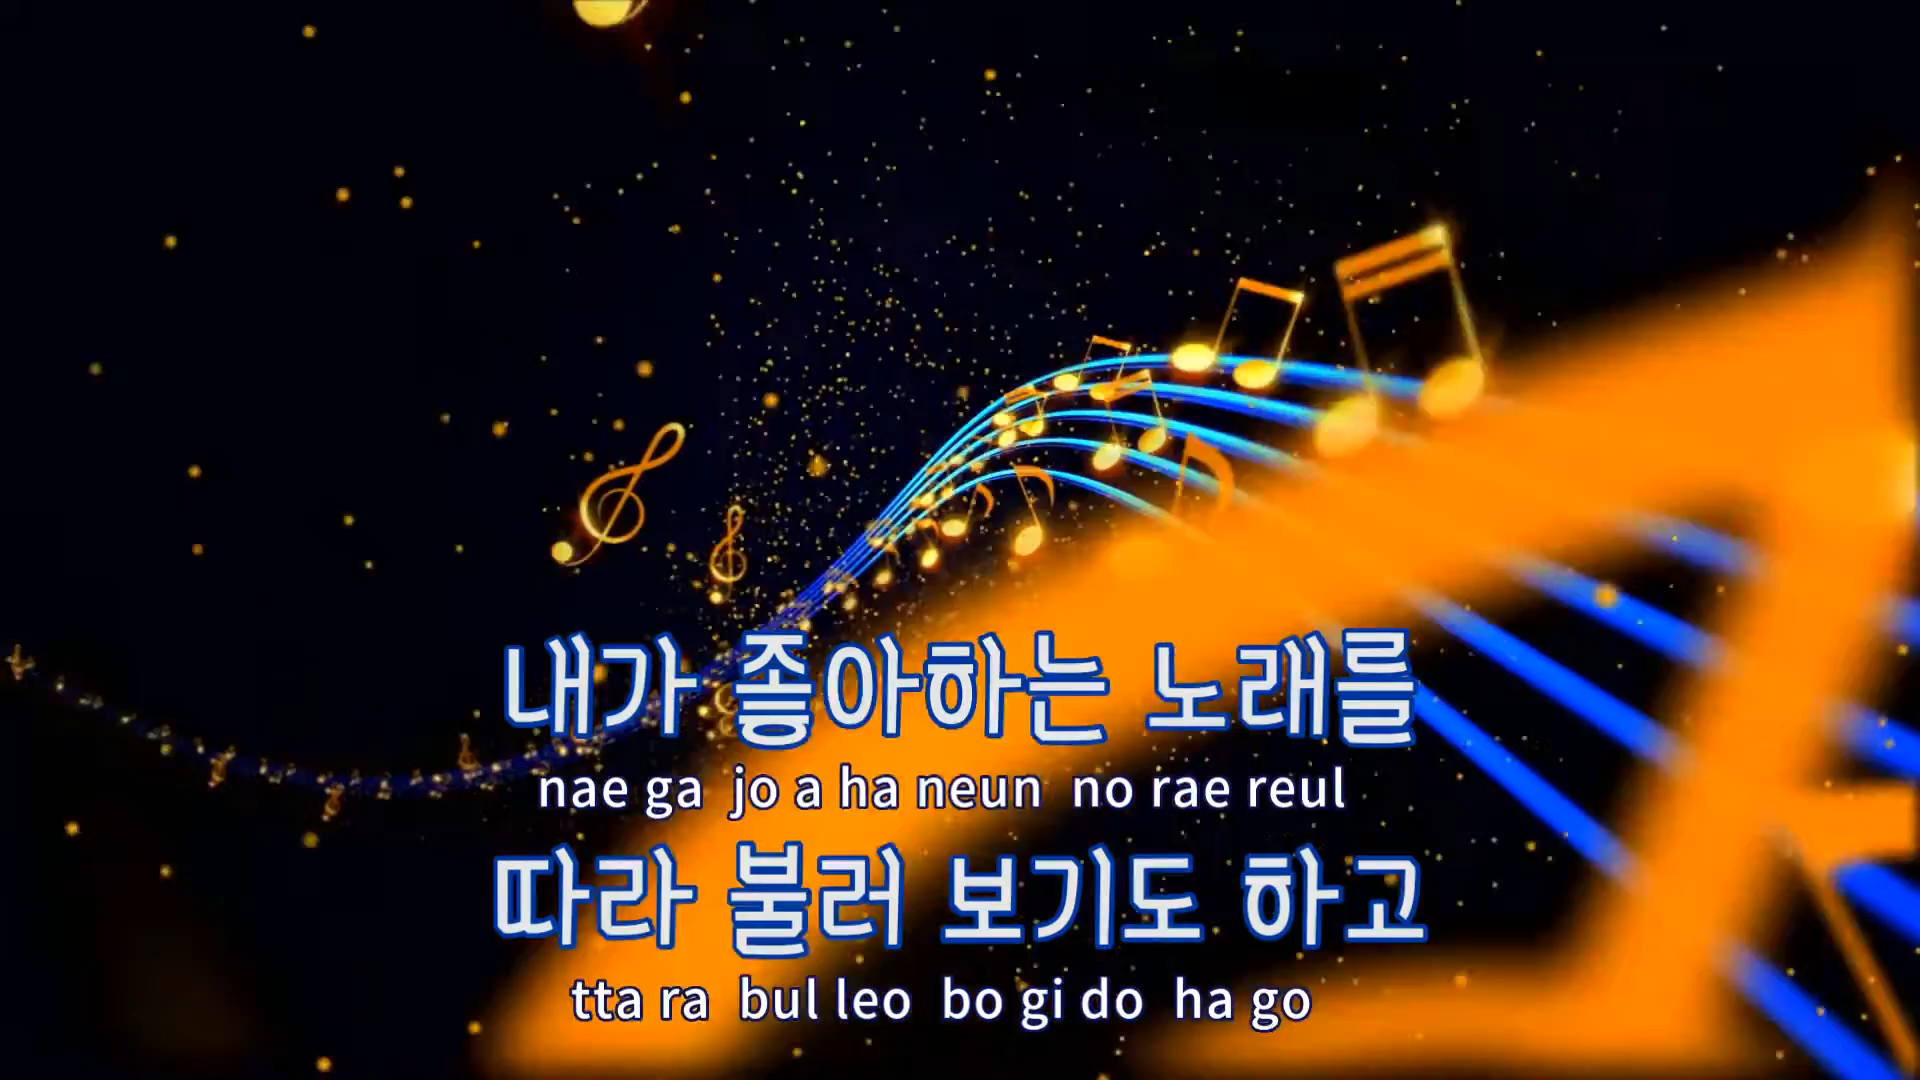 내가 좋아하는 노래를
nae ga jo a ha neun no rae reul
따라 불러 보기도 하고
tta ra bul leo bo gi do ha go